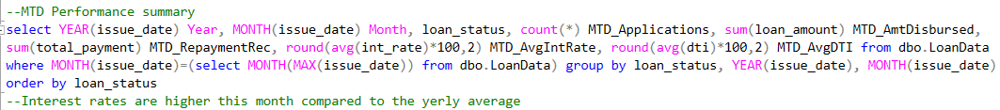 --MTD Performance summary
select YEAR(issue_date) Year, MONTH(issue_date) Month, loan_status, count(*) MTD_Applications, sum(loan_amount) MTD_AmtDisbursed,
sum(total_payment) MTD_RepaymentRec, round(avg(int_rate)*100,2) MTD_AvgIntRate, round(avg(dti)*100,2) MTD_AvgDTI from dbo.LoanData
where MONTH(issue_date)=(select MONTH(MAX(issue_date)) from dbo.LoanData) group by loan_status, YEAR(issue_date), MONTH(issue_date)
order by loan_status
--Interest rates are higher this month compared to the yerly average